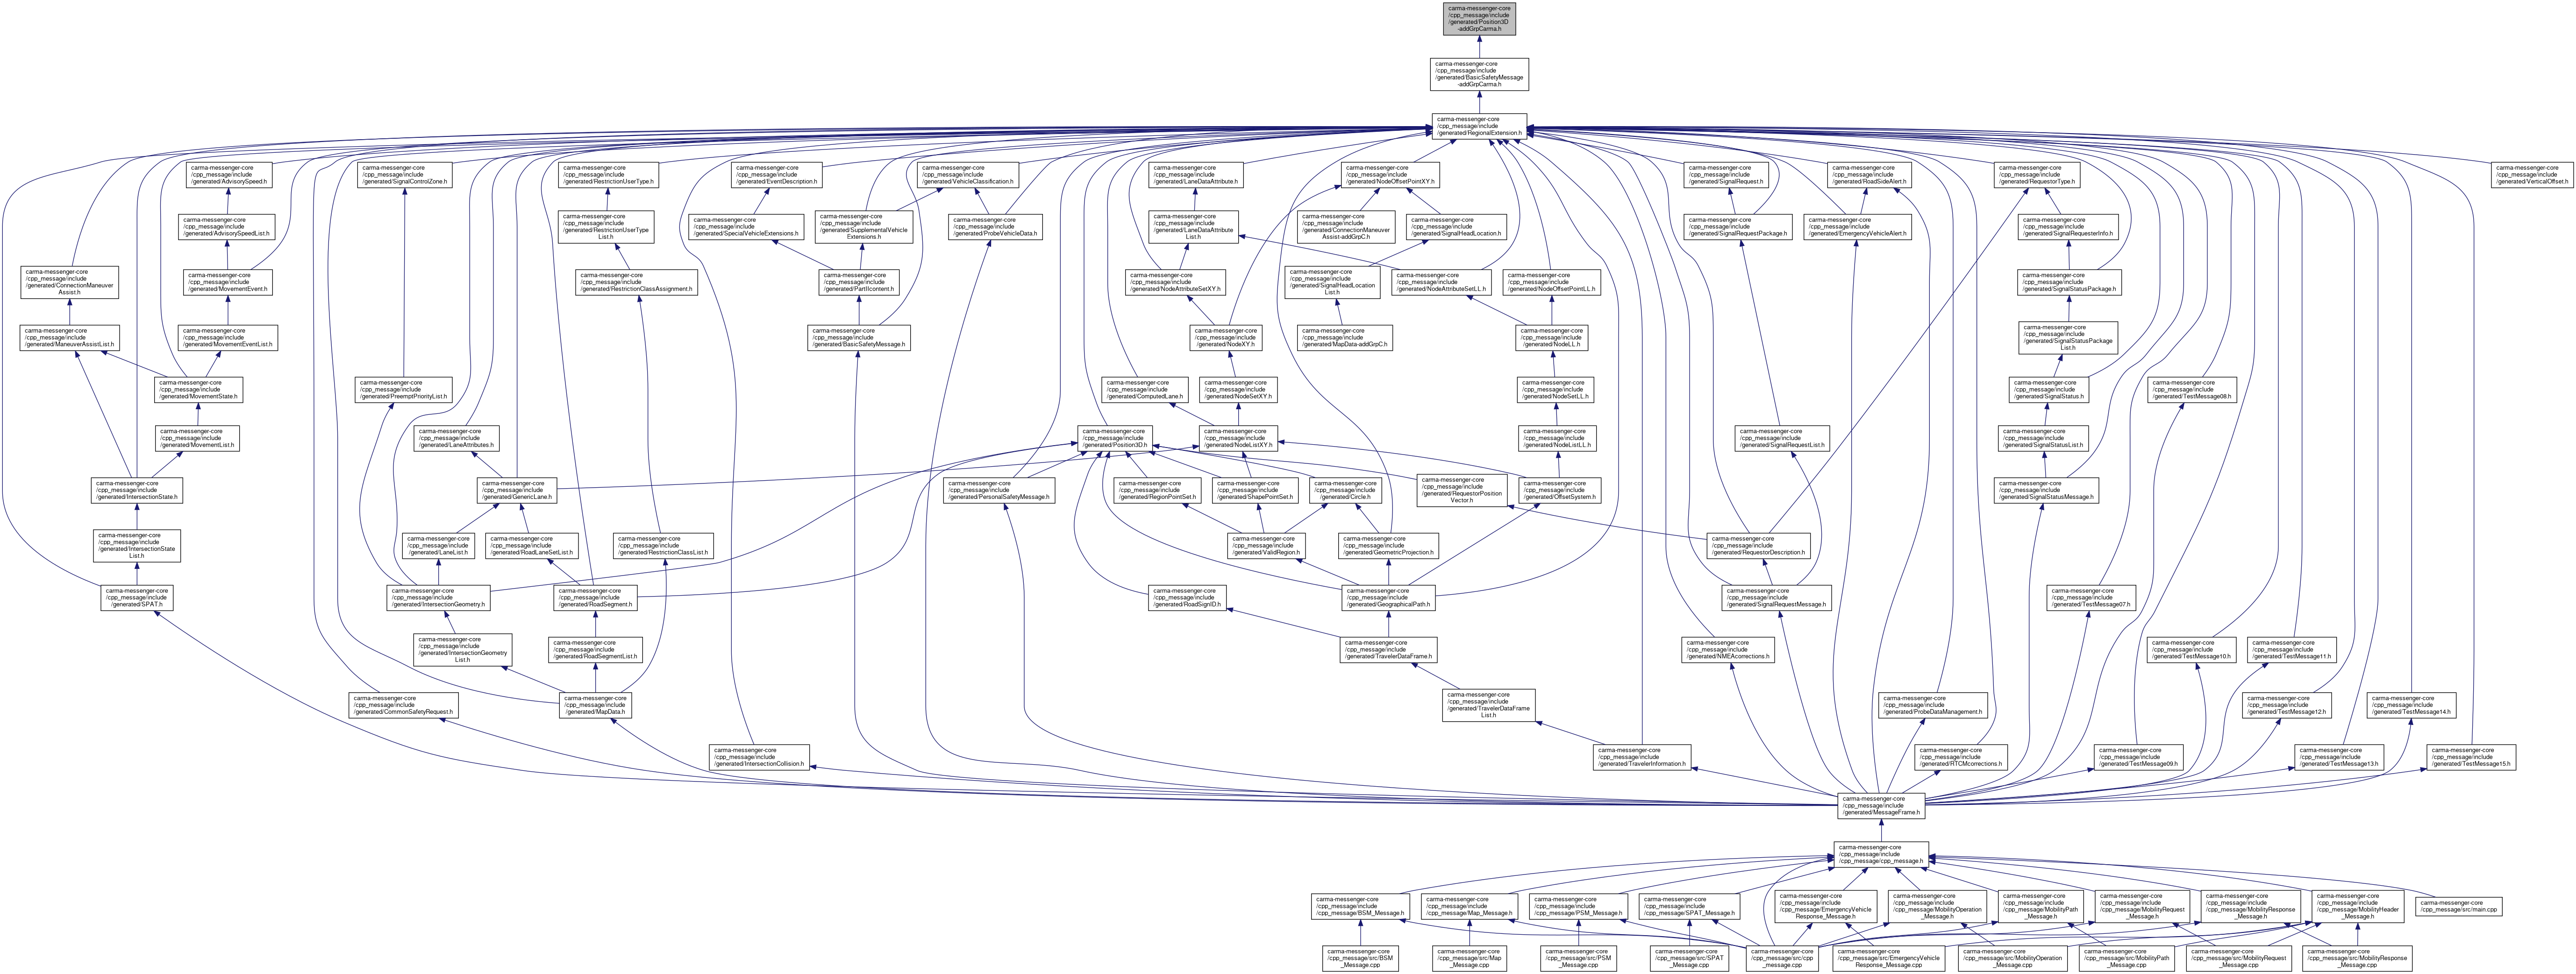 carma-messenger-core
/cpp_message/include
/generated/Position3D
-addGrpCarma.h
carma-messenger-core
/cpp_message/include
/generated/BasicSafetyMessage
-addGrpCarma.h
carma-messenger-core
/cpp_message/include
/generated/RegionalExtension.h
carma-messenger-core
/cpp_message/include
/generated/AdvisorySpeed.h
carma-messenger-core
/cpp_message/include
/generated/SignalControlZone.h
carma-messenger-core
/cpp_message/include
/generated/RestrictionUserType.h
carma-messenger-core
/cpp_message/include
/generated/EventDescription.h
carma-messenger-core
/cpp_message/include
/generated/VehicleClassification.h
carma-messenger-core
/cpp_message/include
/generated/LaneDataAttribute.h
carma-messenger-core
/cpp_message/include
/generated/NodeOffsetPointXY.h
carma-messenger-core
/cpp_message/include
/generated/SignalRequest.h
carma-messenger-core
/cpp_message/include
/generated/RoadSideAlert.h
carma-messenger-core
/cpp_message/include
/generated/RequestorType.h
carma-messenger-core
/cpp_message/include
/generated/VerticalOffset.h
carma-messenger-core
/cpp_message/include
/generated/AdvisorySpeedList.h
carma-messenger-core
/cpp_message/include
/generated/RestrictionUserType
List.h
carma-messenger-core
/cpp_message/include
/generated/SpecialVehicleExtensions.h
carma-messenger-core
/cpp_message/include
/generated/SupplementalVehicle
Extensions.h
carma-messenger-core
/cpp_message/include
/generated/ProbeVehicleData.h
carma-messenger-core
/cpp_message/include
/generated/LaneDataAttribute
List.h
carma-messenger-core
/cpp_message/include
/generated/ConnectionManeuver
Assist-addGrpC.h
carma-messenger-core
/cpp_message/include
/generated/SignalHeadLocation.h
carma-messenger-core
/cpp_message/include
/generated/SignalRequestPackage.h
carma-messenger-core
/cpp_message/include
/generated/EmergencyVehicleAlert.h
carma-messenger-core
/cpp_message/include
/generated/SignalRequesterInfo.h
carma-messenger-core
/cpp_message/include
/generated/ConnectionManeuver
Assist.h
carma-messenger-core
/cpp_message/include
/generated/MovementEvent.h
carma-messenger-core
/cpp_message/include
/generated/RestrictionClassAssignment.h
carma-messenger-core
/cpp_message/include
/generated/PartIIcontent.h
carma-messenger-core
/cpp_message/include
/generated/NodeAttributeSetXY.h
carma-messenger-core
/cpp_message/include
/generated/SignalHeadLocation
List.h
carma-messenger-core
/cpp_message/include
/generated/NodeAttributeSetLL.h
carma-messenger-core
/cpp_message/include
/generated/NodeOffsetPointLL.h
carma-messenger-core
/cpp_message/include
/generated/SignalStatusPackage.h
carma-messenger-core
/cpp_message/include
/generated/ManeuverAssistList.h
carma-messenger-core
/cpp_message/include
/generated/MovementEventList.h
carma-messenger-core
/cpp_message/include
/generated/BasicSafetyMessage.h
carma-messenger-core
/cpp_message/include
/generated/NodeXY.h
carma-messenger-core
/cpp_message/include
/generated/MapData-addGrpC.h
carma-messenger-core
/cpp_message/include
/generated/NodeLL.h
carma-messenger-core
/cpp_message/include
/generated/SignalStatusPackage
List.h
carma-messenger-core
/cpp_message/include
/generated/MovementState.h
carma-messenger-core
/cpp_message/include
/generated/PreemptPriorityList.h
carma-messenger-core
/cpp_message/include
/generated/ComputedLane.h
carma-messenger-core
/cpp_message/include
/generated/NodeSetXY.h
carma-messenger-core
/cpp_message/include
/generated/NodeSetLL.h
carma-messenger-core
/cpp_message/include
/generated/SignalStatus.h
carma-messenger-core
/cpp_message/include
/generated/TestMessage08.h
carma-messenger-core
/cpp_message/include
/generated/MovementList.h
carma-messenger-core
/cpp_message/include
/generated/LaneAttributes.h
carma-messenger-core
/cpp_message/include
/generated/Position3D.h
carma-messenger-core
/cpp_message/include
/generated/NodeListXY.h
carma-messenger-core
/cpp_message/include
/generated/NodeListLL.h
carma-messenger-core
/cpp_message/include
/generated/SignalRequestList.h
carma-messenger-core
/cpp_message/include
/generated/SignalStatusList.h
carma-messenger-core
/cpp_message/include
/generated/IntersectionState.h
carma-messenger-core
/cpp_message/include
/generated/GenericLane.h
carma-messenger-core
/cpp_message/include
/generated/PersonalSafetyMessage.h
carma-messenger-core
/cpp_message/include
/generated/RegionPointSet.h
carma-messenger-core
/cpp_message/include
/generated/ShapePointSet.h
carma-messenger-core
/cpp_message/include
/generated/Circle.h
carma-messenger-core
/cpp_message/include
/generated/RequestorPosition
Vector.h
carma-messenger-core
/cpp_message/include
/generated/OffsetSystem.h
carma-messenger-core
/cpp_message/include
/generated/SignalStatusMessage.h
carma-messenger-core
/cpp_message/include
/generated/IntersectionState
List.h
carma-messenger-core
/cpp_message/include
/generated/LaneList.h
carma-messenger-core
/cpp_message/include
/generated/RoadLaneSetList.h
carma-messenger-core
/cpp_message/include
/generated/RestrictionClassList.h
carma-messenger-core
/cpp_message/include
/generated/ValidRegion.h
carma-messenger-core
/cpp_message/include
/generated/GeometricProjection.h
carma-messenger-core
/cpp_message/include
/generated/RequestorDescription.h
carma-messenger-core
/cpp_message/include
/generated/SPAT.h
carma-messenger-core
/cpp_message/include
/generated/IntersectionGeometry.h
carma-messenger-core
/cpp_message/include
/generated/RoadSegment.h
carma-messenger-core
/cpp_message/include
/generated/RoadSignID.h
carma-messenger-core
/cpp_message/include
/generated/GeographicalPath.h
carma-messenger-core
/cpp_message/include
/generated/SignalRequestMessage.h
carma-messenger-core
/cpp_message/include
/generated/TestMessage07.h
carma-messenger-core
/cpp_message/include
/generated/IntersectionGeometry
List.h
carma-messenger-core
/cpp_message/include
/generated/RoadSegmentList.h
carma-messenger-core
/cpp_message/include
/generated/TravelerDataFrame.h
carma-messenger-core
/cpp_message/include
/generated/NMEAcorrections.h
carma-messenger-core
/cpp_message/include
/generated/TestMessage10.h
carma-messenger-core
/cpp_message/include
/generated/TestMessage11.h
carma-messenger-core
/cpp_message/include
/generated/CommonSafetyRequest.h
carma-messenger-core
/cpp_message/include
/generated/MapData.h
carma-messenger-core
/cpp_message/include
/generated/TravelerDataFrame
List.h
carma-messenger-core
/cpp_message/include
/generated/ProbeDataManagement.h
carma-messenger-core
/cpp_message/include
/generated/TestMessage12.h
carma-messenger-core
/cpp_message/include
/generated/TestMessage14.h
carma-messenger-core
/cpp_message/include
/generated/IntersectionCollision.h
carma-messenger-core
/cpp_message/include
/generated/TravelerInformation.h
carma-messenger-core
/cpp_message/include
/generated/RTCMcorrections.h
carma-messenger-core
/cpp_message/include
/generated/TestMessage09.h
carma-messenger-core
/cpp_message/include
/generated/TestMessage13.h
carma-messenger-core
/cpp_message/include
/generated/TestMessage15.h
carma-messenger-core
/cpp_message/include
/generated/MessageFrame.h
carma-messenger-core
/cpp_message/include
/cpp_message/cpp_message.h
carma-messenger-core
/cpp_message/include
/cpp_message/BSM_Message.h
carma-messenger-core
/cpp_message/include
/cpp_message/Map_Message.h
carma-messenger-core
/cpp_message/include
/cpp_message/PSM_Message.h
carma-messenger-core
/cpp_message/include
/cpp_message/SPAT_Message.h
carma-messenger-core
/cpp_message/include
/cpp_message/EmergencyVehicle
Response_Message.h
carma-messenger-core
/cpp_message/include
/cpp_message/MobilityOperation
_Message.h
carma-messenger-core
/cpp_message/include
/cpp_message/MobilityPath
_Message.h
carma-messenger-core
/cpp_message/include
/cpp_message/MobilityRequest
_Message.h
carma-messenger-core
/cpp_message/include
/cpp_message/MobilityResponse
_Message.h
carma-messenger-core
/cpp_message/include
/cpp_message/MobilityHeader
_Message.h
carma-messenger-core
/cpp_message/src/main.cpp
carma-messenger-core
/cpp_message/src/BSM
_Message.cpp
carma-messenger-core
/cpp_message/src/Map
_Message.cpp
carma-messenger-core
/cpp_message/src/PSM
_Message.cpp
carma-messenger-core
/cpp_message/src/SPAT
_Message.cpp
carma-messenger-core
/cpp_message/src/cpp
_message.cpp
carma-messenger-core
/cpp_message/src/EmergencyVehicle
Response_Message.cpp
carma-messenger-core
/cpp_message/src/MobilityOperation
_Message.cpp
carma-messenger-core
/cpp_message/src/MobilityPath
_Message.cpp
carma-messenger-core
/cpp_message/src/MobilityRequest
_Message.cpp
carma-messenger-core
/cpp_message/src/MobilityResponse
_Message.cpp